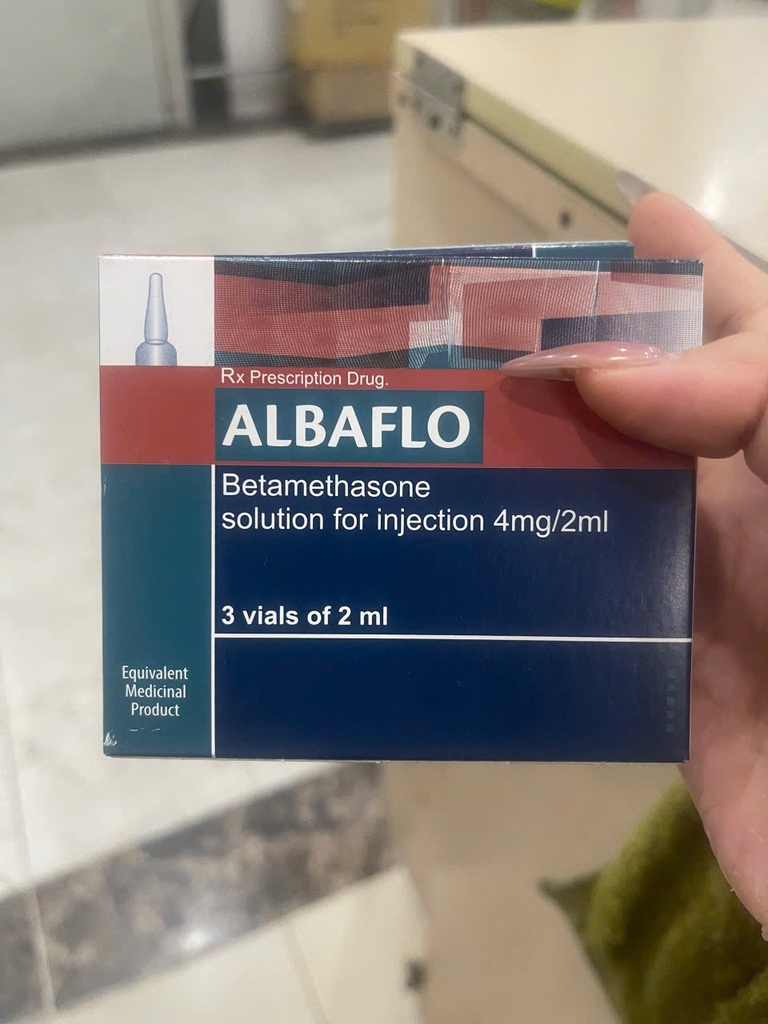 Rx Prescription Drug.
ALBAFLO
Betamethasone
solution for injection 4mg/2ml
3 vials of 2 ml
Equivalent
Medicinal
Product